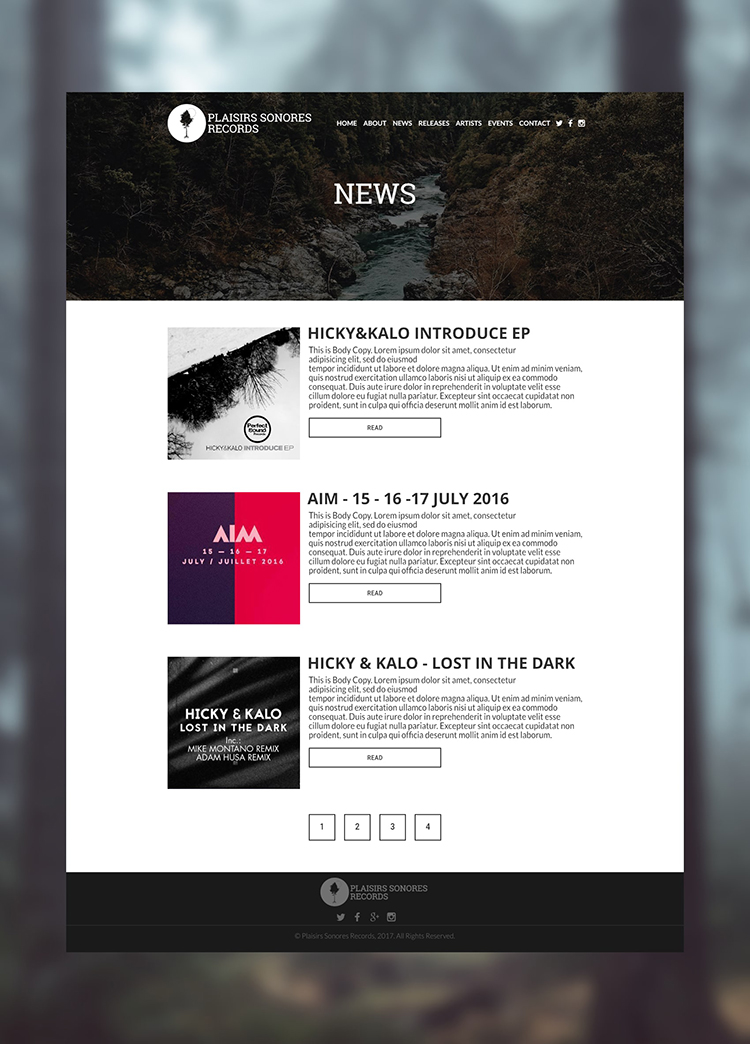 PLAISIRS SONORES
RECORDS
HOME ABOUT NEWS RELEASES ARTISTS EVENTS CONTACT
NEWS
HICKY&KALO INTRODUCE EP
This is Body Copy. Lorem ipsum dolor sit amet, consectetur
adipisicing elit, sed do eiusmod
tempor incididunt ut labore et dolore magna aliqua. Ut enim ad minim veniam,
quis nostrud exercitation ullamco laboris nisi ut aliquip ex ea commodo
consequat. Duis aute irure dolor in reprehenderit in voluptate velit esse
cillum dolore eu fugiat nulla pariatur. Excepteur sint occaecat cupidatat non
proident, sunt in culpa qui officia deserunt mollit anim id est laborum.
READ
Perfect
Sound
Records
HICKY&KALO INTRODUCE EP
AIM - 15 - 16 -17 JULY 2016
This is Body Copy. Lorem ipsum dolor sit amet, consectetur
adipisicing elit, sed do eiusmod
tempor incididunt ut labore et dolore magna aliqua. Ut enim ad minim veniam,
quis nostrud exercitation ullamco laboris nisi ut aliquip ex ea commodo
consequat. Duis aute irure dolor in reprehenderit in voluptate velit esse
cillum dolore eu fugiat nulla pariatur. Excepteur sint occaecat cupidatat non
proident, sunt in culpa qui officia deserunt mollit anim id est laborum.
READ
AIM
15 — 16 — 17
JULY / JUILLET 2016
HICKY & KALO - LOST IN THE DARK
This is Body Copy. Lorem ipsum dolor sit amet, consectetur
adipisicing elit, sed do eiusmod
tempor incididunt ut labore et dolore magna aliqua. Ut enim ad minim veniam,
quis nostrud exercitation ullamco laboris nisi ut aliquip ex ea commodo
consequat. Duis aute irure dolor in reprehenderit in voluptate velit esse
cillum dolore eu fugiat nulla pariatur. Excepteur sint occaecat cupidatat non
proident, sunt in culpa qui officia deserunt mollit anim id est laborum.
READ
HICKY & KALO
LOST IN THE DARK
Inc.:
MIKE MONTANO REMIX
ADAM HUSA REMIX
1 2 3 4
PLAISIRS SONORES
RECORDS
© Plaisirs Sonores Records, 2017. All Rights Reserved.